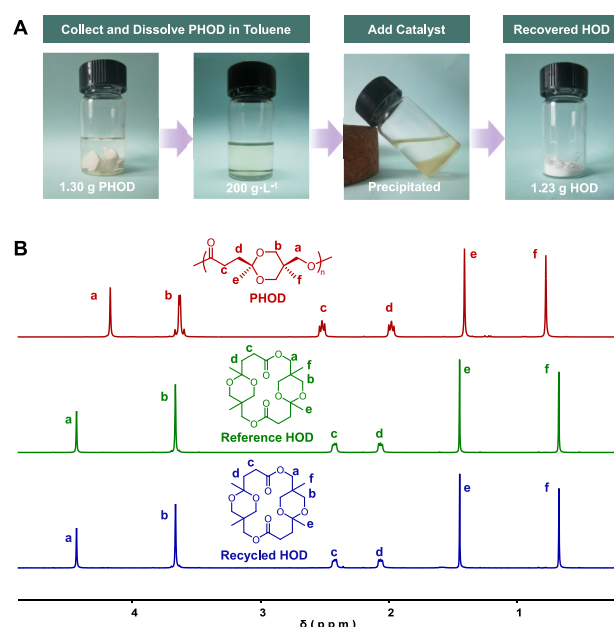 A
Collect and Dissolve PHOD in Toluene
Add Catalyst
Recovered HOD
1.30 g PHOD
200 g·L⁻¹
Precipitated
1.23 g HOD
B
O
d
O
b
a
c
O
O
n
e
f
PHOD
a
b
c
d
e
f
c
d
O
a
O
f
O
O
b
O
O
e
O
O
Reference HOD
a
b
c
d
e
f
c
d
O
a
O
f
O
O
b
O
O
e
O
O
Recycled HOD
a
b
c
d
e
f
4
3
2
1
δ (ppm)